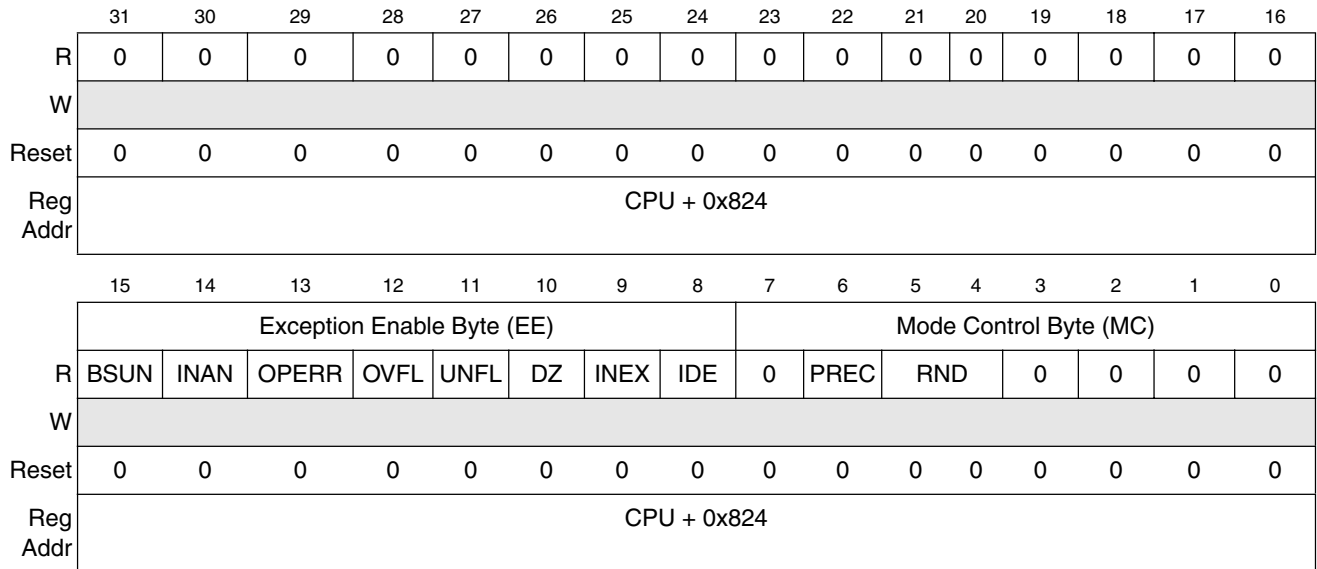 31 30 29 28 27 26 25 24 23 22 21 20 19 18 17 16
R 0 0 0 0 0 0 0 0 0 0 0 0 0 0 0 0
W
Reset 0 0 0 0 0 0 0 0 0 0 0 0 0 0 0 0
Reg CPU + 0x824
Addr
15 14 13 12 11 10 9 8 7 6 5 4 3 2 1 0
Exception Enable Byte (EE) Mode Control Byte (MC)
R BSUN INAN OPERR OVFL UNFL DZ INEX IDE 0 PREC RND 0 0 0 0
W
Reset 0 0 0 0 0 0 0 0 0 0 0 0 0 0 0 0
Reg CPU + 0x824
Addr